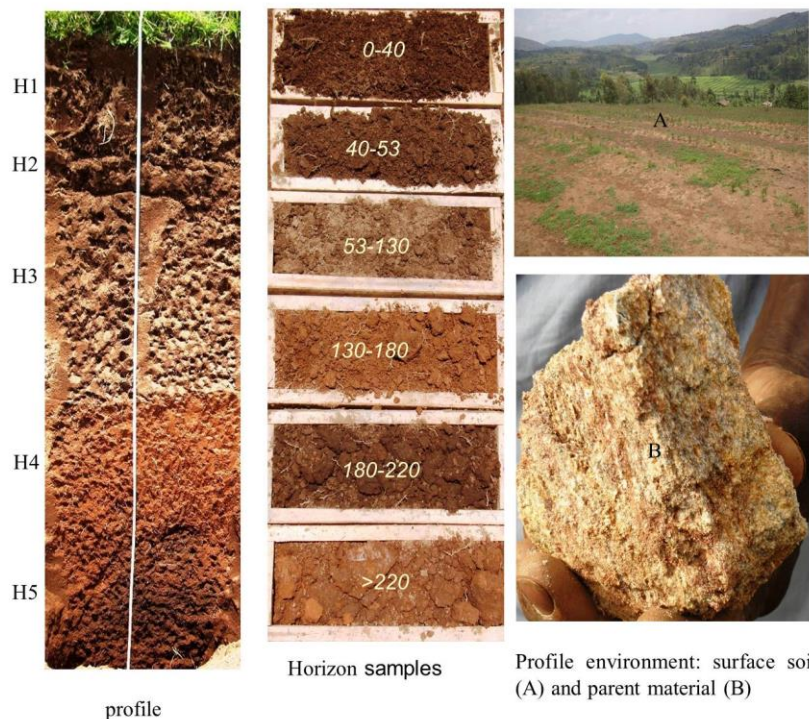 H1
H2
H3
H4
H5
profile
0-40
40-53
53-130
130-180
180-220
>220
Horizon samples
A
B
Profile environment: surface soi
(A) and parent material (B)